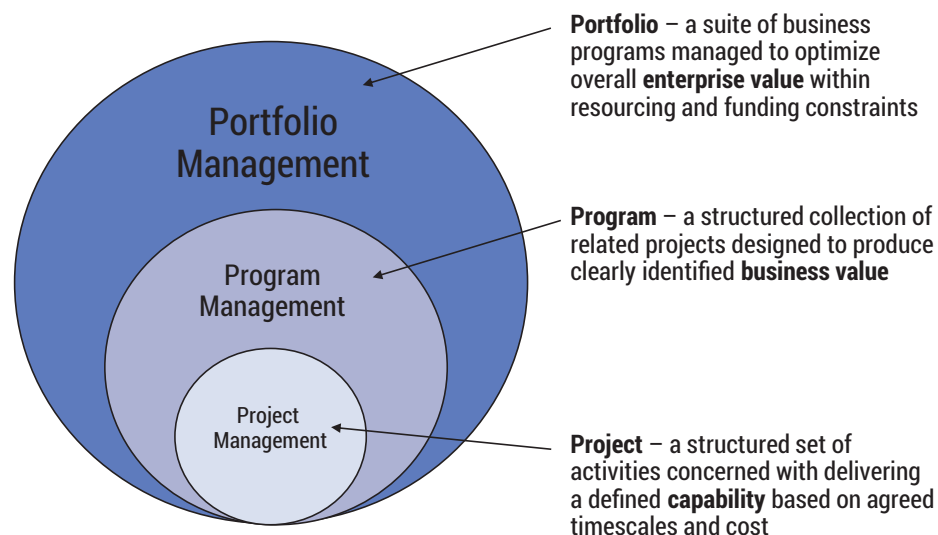 Portfolio – a suite of business
programs managed to optimize
overall enterprise value within
resourcing and funding constraints
Portfolio
Management
Program – a structured collection of
related projects designed to produce
clearly identified business value
Program
Management
Project
Management
Project – a structured set of
activities concerned with delivering
a defined capability based on agreed
timescales and cost